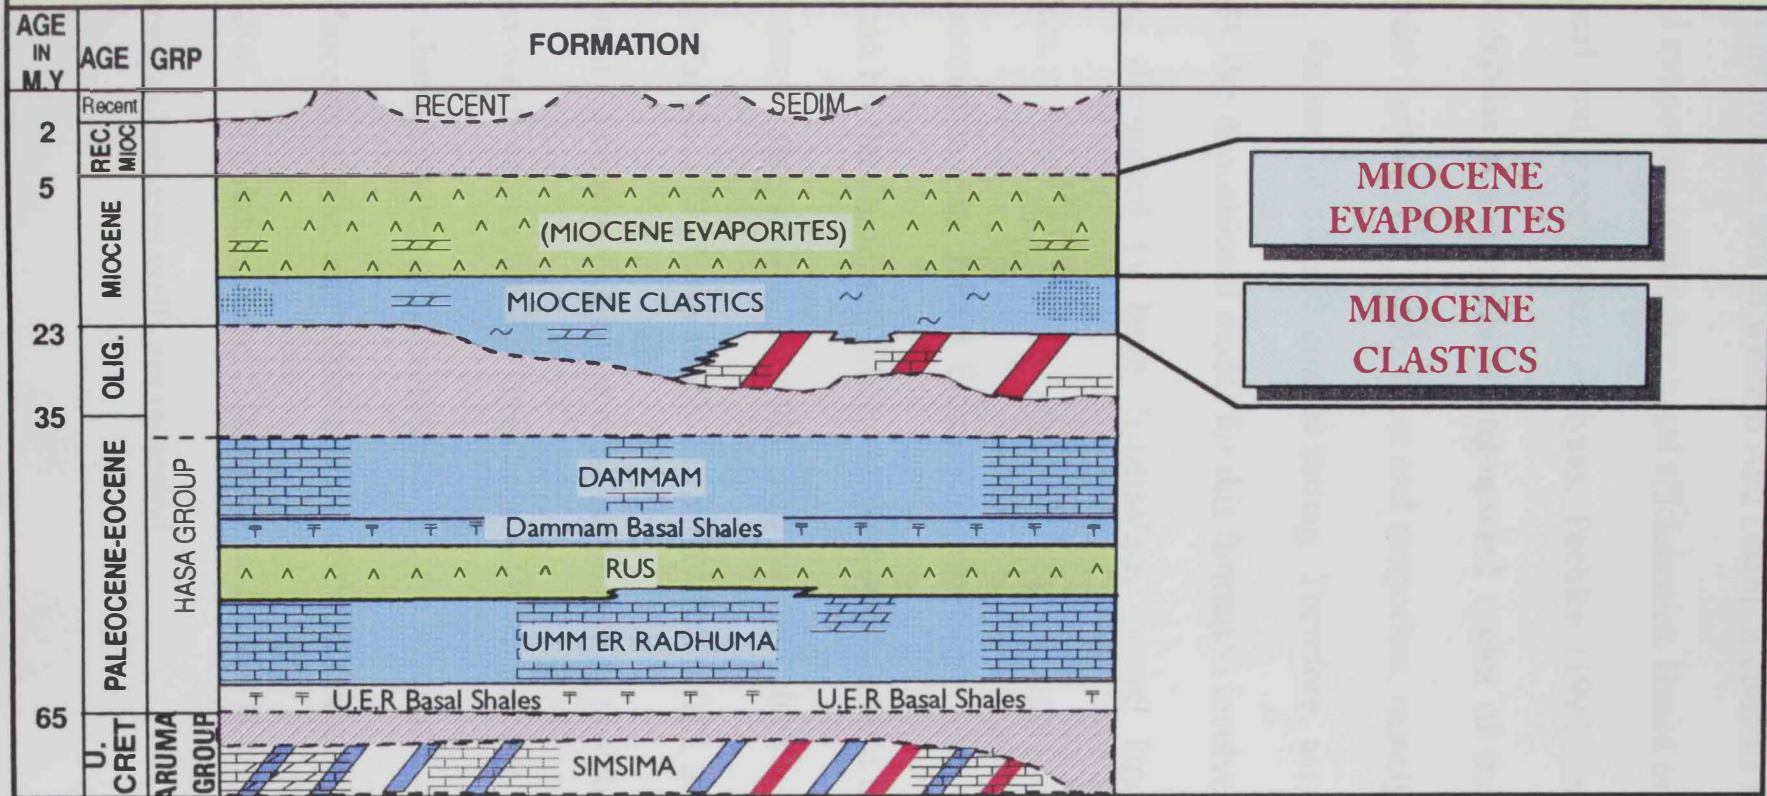 AGE
IN
M.Y
AGE
GRP
FORMATION
Recent
RECENT
SEDIM
2
REC.
MIOC
5
MIOCENE
(MIOCENE EVAPORITES)
MIOCENE
EVAPORITES
MIOCENE CLASTICS
MIOCENE
CLASTICS
23
OLIG.
35
PALEOCENE-EOCENE
HASA GROUP
DAMMAM
Dammam Basal Shales
RUS
UMM ER RADHUMA
U.E.R Basal Shales
U.E.R Basal Shales
65
U.
CRET
ARUMA
GROUP
SIMSIMA